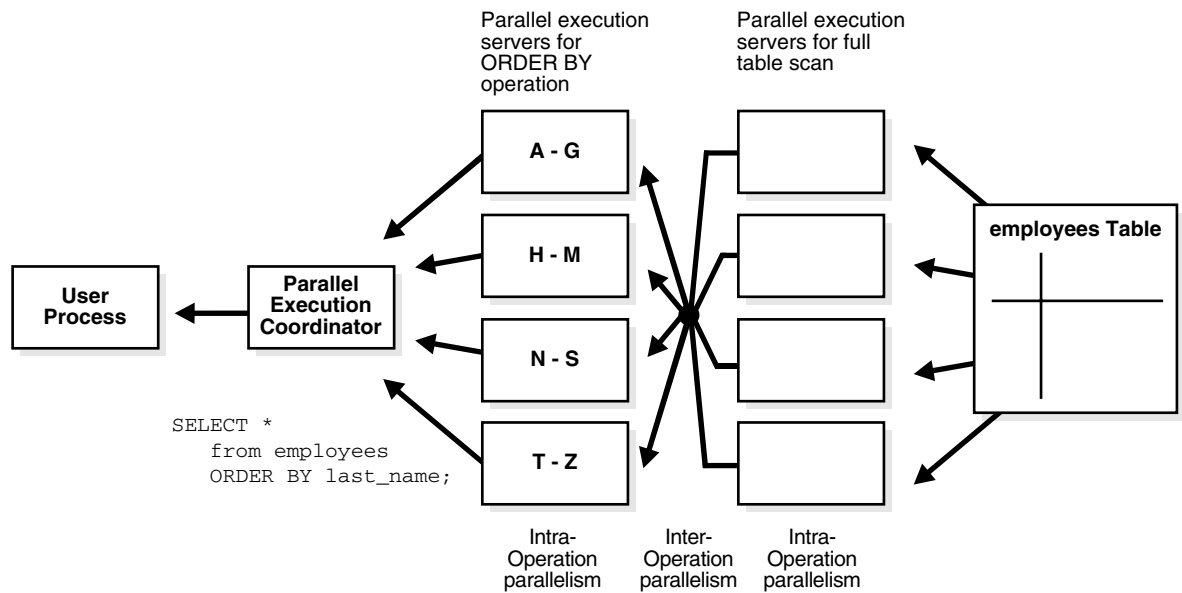 Parallel execution
servers for
ORDER BY
operation
Parallel execution
servers for full
table scan
A - G
H - M
N - S
T - Z
employees Table
User
Process
Parallel
Execution
Coordinator
SELECT *
from employees
ORDER BY last_name;
Intra-
Operation
parallelism
Inter-
Operation
parallelism
Intra-
Operation
parallelism